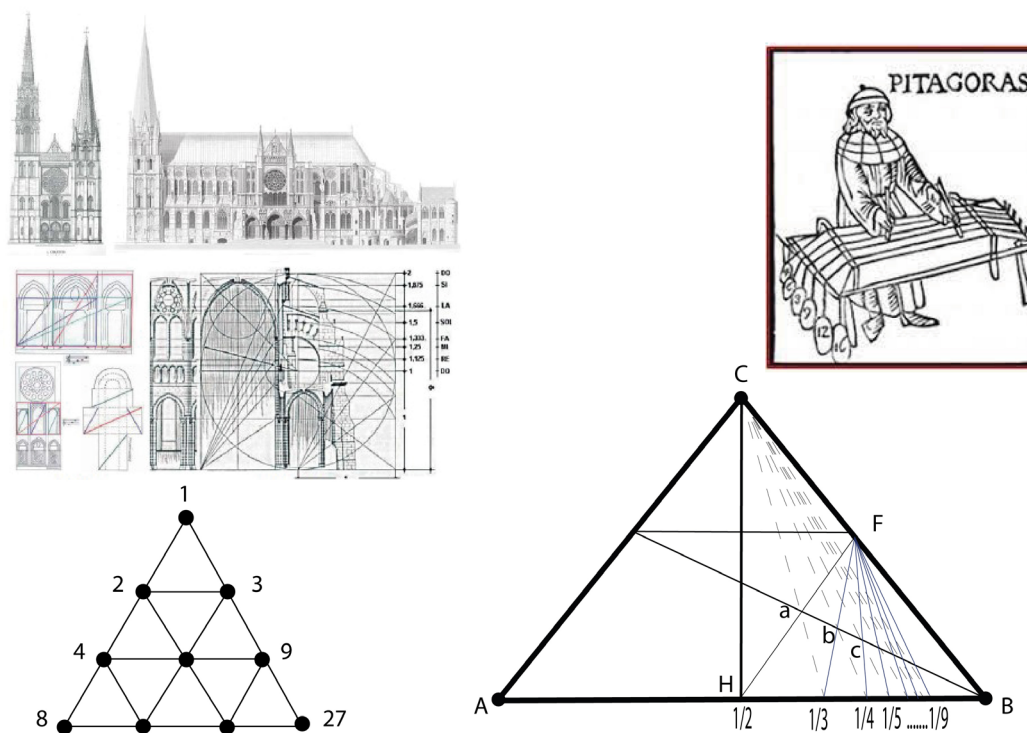 PITAGORAS
12
16
2 DO
1,875 SI
1,666 LA
1,5 SOL
1,333 FA
1,25 MI
1,125 RE
1 DO
1
2 3
4 9
8 27
C
F
a
b
c
A H B
1/2 1/3 1/4 1/5 .......1/9